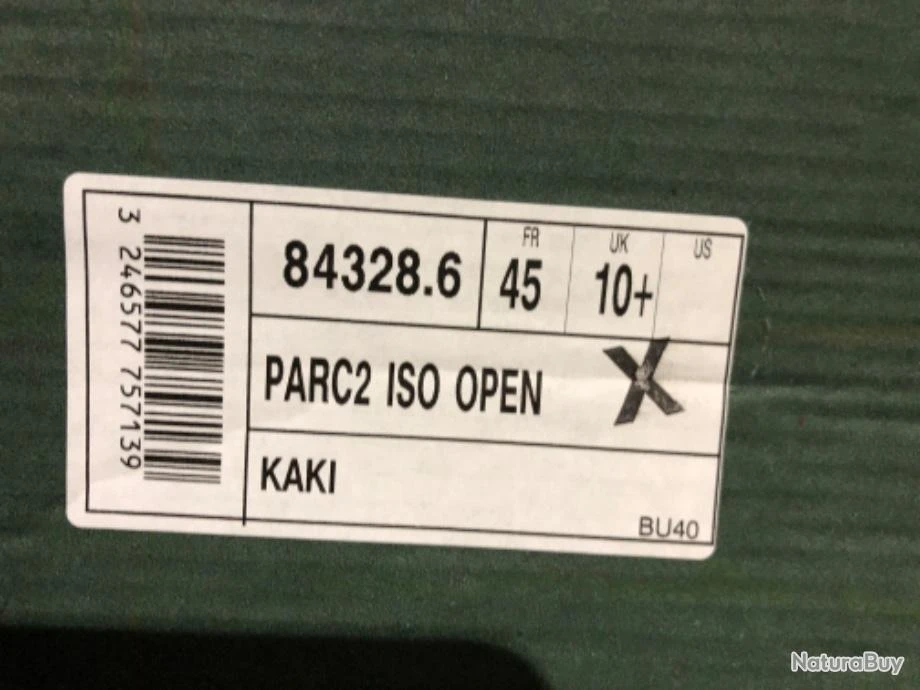 3 246577 757139
84328.6
FR
45
UK
10+
US
PARC2 ISO OPEN
X
KAKI
BU40
NaturaBuy